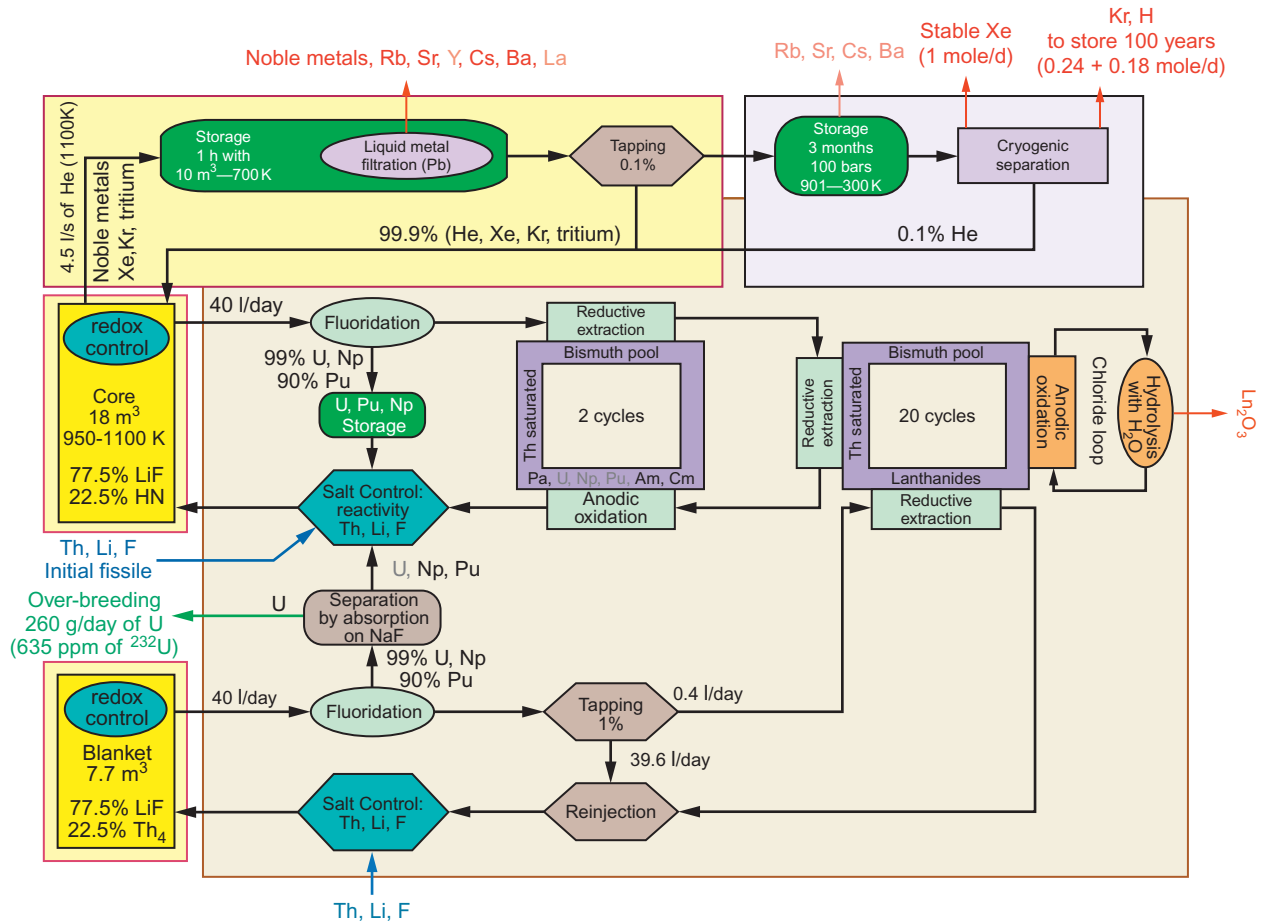 Noble metals, Rb, Sr, Y, Cs, Ba, La
Rb, Sr, Cs, Ba
Stable Xe
(1 mole/d)
Kr, H
to store 100 years
(0.24 + 0.18 mole/d)
4.5 l/s of He (1100K)
Noble metals
Xe,Kr, tritium
Storage
1 h with
10 m³—700 K
Liquid metal
filtration (Pb)
Tapping
0.1%
Storage
3 months
100 bars
901—300 K
Cryogenic
separation
99.9% (He, Xe, Kr, tritium)
0.1% He
redox
control
Core
18 m³
950-1100 K
77.5% LiF
22.5% HN
40 l/day
Fluoridation
99% U, Np
90% Pu
U, Pu, Np
Storage
Salt Control:
reactivity
Th, Li, F
Reductive
extraction
Bismuth pool
Th saturated
2 cycles
Pa, U, Np, Pu, Am, Cm
Anodic
oxidation
Reductive
extraction
Bismuth pool
Th saturated
20 cycles
Lanthanides
Reductive
extraction
Anodic
oxidation
Chloride loop
Hydrolysis
with H₂O
Ln₂O₃
Th, Li, F
Initial fissile
U, Np, Pu
Over-breeding
260 g/day of U
(635 ppm of ²³²U)
U
Separation
by absorption
on NaF
99% U, Np
90% Pu
redox
control
Blanket
7.7 m³
77.5% LiF
22.5% Th₄
40 l/day
Fluoridation
Tapping
1%
0.4 l/day
39.6 l/day
Salt Control:
Th, Li, F
Reinjection
Th, Li, F